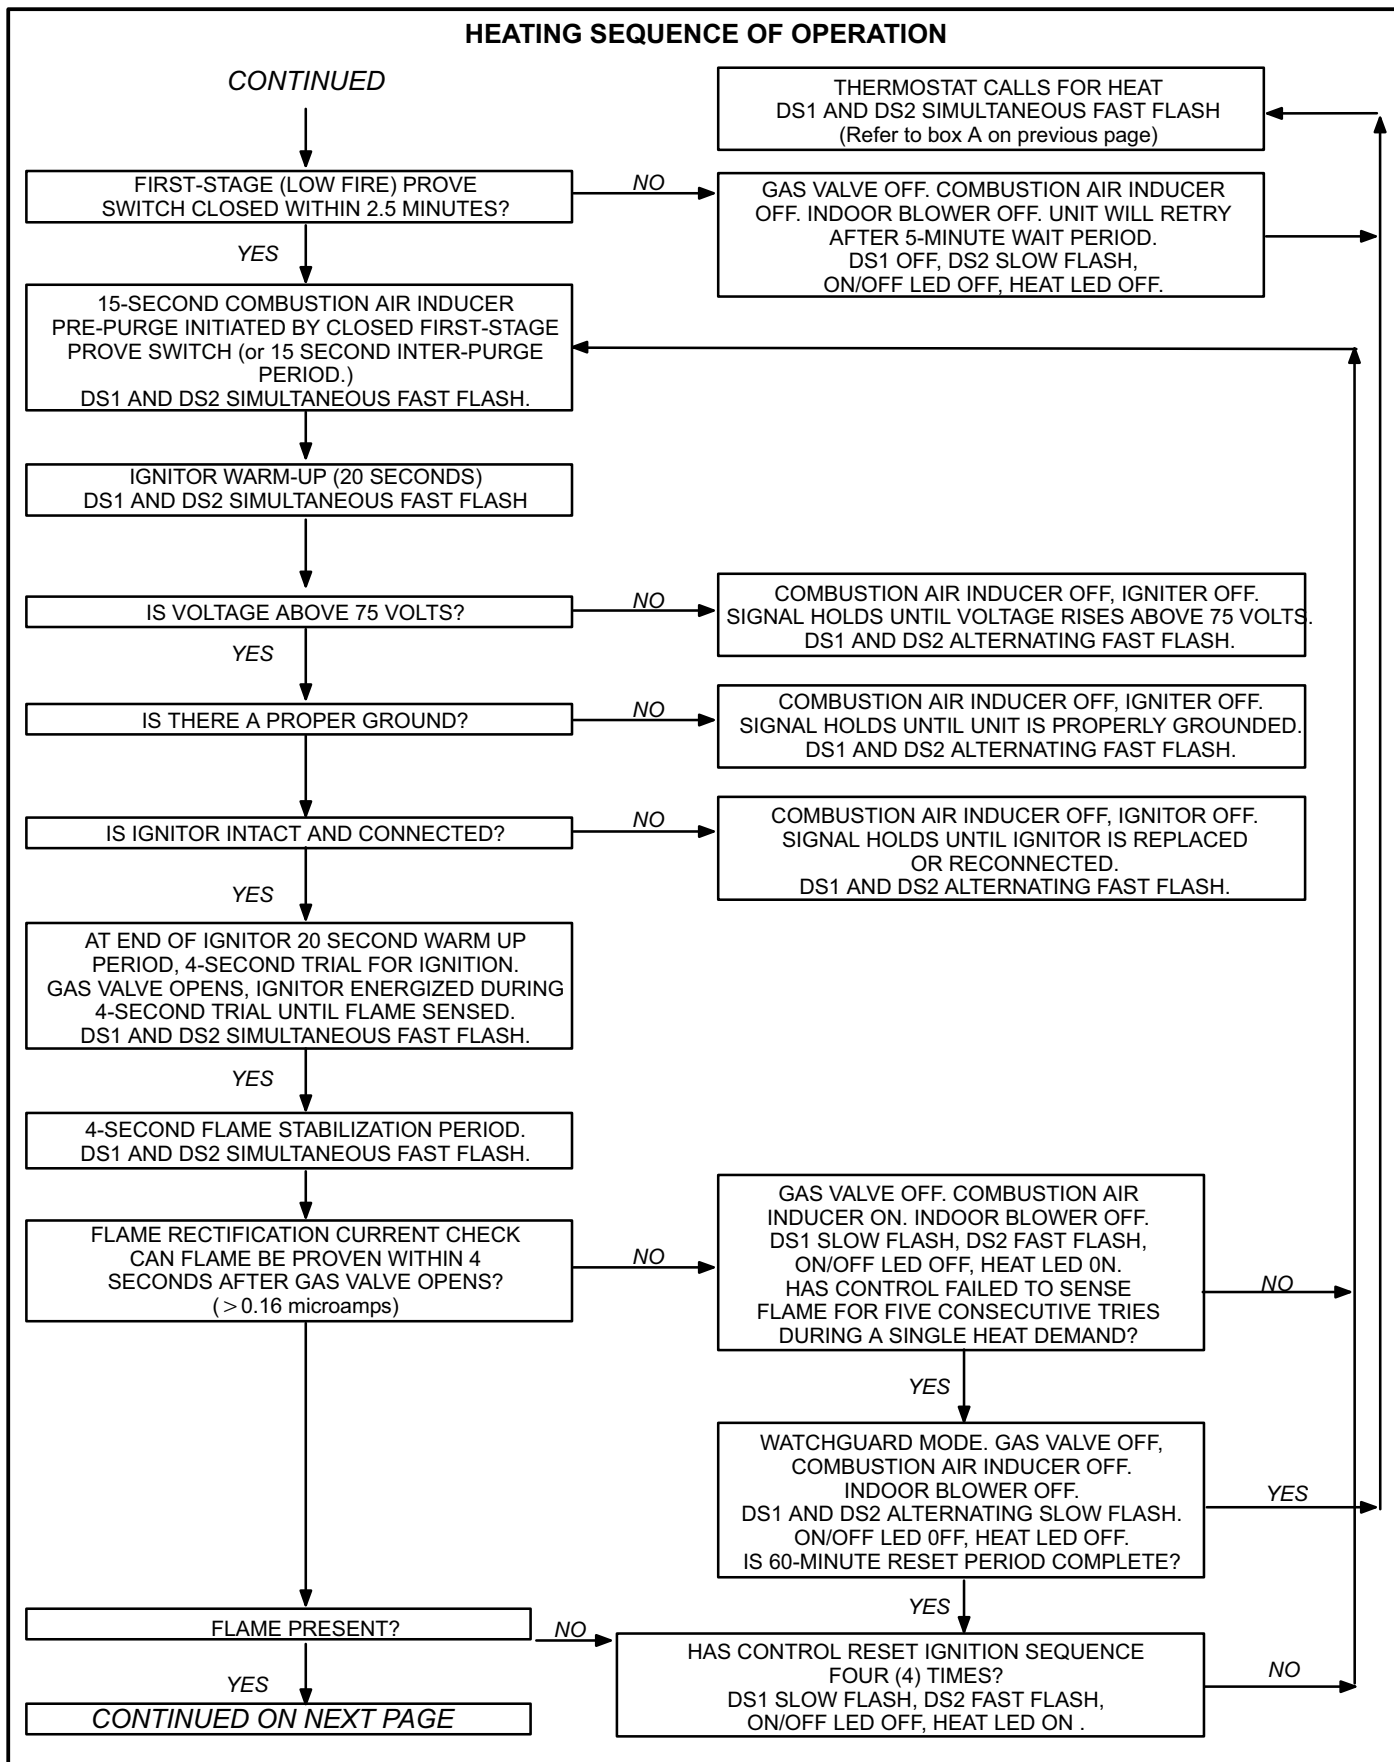 HEATING SEQUENCE OF OPERATION
CONTINUED
THERMOSTAT CALLS FOR HEAT
DS1 AND DS2 SIMULTANEOUS FAST FLASH
(Refer to box A on previous page)
FIRST-STAGE (LOW FIRE) PROVE
SWITCH CLOSED WITHIN 2.5 MINUTES?
NO
GAS VALVE OFF. COMBUSTION AIR INDUCER
OFF. INDOOR BLOWER OFF. UNIT WILL RETRY
AFTER 5-MINUTE WAIT PERIOD.
DS1 OFF, DS2 SLOW FLASH,
ON/OFF LED OFF, HEAT LED OFF.
YES
15-SECOND COMBUSTION AIR INDUCER
PRE-PURGE INITIATED BY CLOSED FIRST-STAGE
PROVE SWITCH (or 15 SECOND INTER-PURGE
PERIOD.)
DS1 AND DS2 SIMULTANEOUS FAST FLASH.
IGNITOR WARM-UP (20 SECONDS)
DS1 AND DS2 SIMULTANEOUS FAST FLASH
IS VOLTAGE ABOVE 75 VOLTS?
NO
COMBUSTION AIR INDUCER OFF, IGNITER OFF.
SIGNAL HOLDS UNTIL VOLTAGE RISES ABOVE 75 VOLTS.
DS1 AND DS2 ALTERNATING FAST FLASH.
YES
IS THERE A PROPER GROUND?
NO
COMBUSTION AIR INDUCER OFF, IGNITER OFF.
SIGNAL HOLDS UNTIL UNIT IS PROPERLY GROUNDED.
DS1 AND DS2 ALTERNATING FAST FLASH.
IS IGNITOR INTACT AND CONNECTED?
NO
COMBUSTION AIR INDUCER OFF, IGNITOR OFF.
SIGNAL HOLDS UNTIL IGNITOR IS REPLACED
OR RECONNECTED.
DS1 AND DS2 ALTERNATING FAST FLASH.
YES
AT END OF IGNITOR 20 SECOND WARM UP
PERIOD, 4-SECOND TRIAL FOR IGNITION.
GAS VALVE OPENS, IGNITOR ENERGIZED DURING
4-SECOND TRIAL UNTIL FLAME SENSED.
DS1 AND DS2 SIMULTANEOUS FAST FLASH.
YES
4-SECOND FLAME STABILIZATION PERIOD.
DS1 AND DS2 SIMULTANEOUS FAST FLASH.
FLAME RECTIFICATION CURRENT CHECK
CAN FLAME BE PROVEN WITHIN 4
SECONDS AFTER GAS VALVE OPENS?
(>0.16 microamps)
NO
GAS VALVE OFF. COMBUSTION AIR
INDUCER ON. INDOOR BLOWER OFF.
DS1 SLOW FLASH, DS2 FAST FLASH,
ON/OFF LED OFF, HEAT LED 0N.
HAS CONTROL FAILED TO SENSE
FLAME FOR FIVE CONSECUTIVE TRIES
DURING A SINGLE HEAT DEMAND?
NO
YES
WATCHGUARD MODE. GAS VALVE OFF,
COMBUSTION AIR INDUCER OFF.
INDOOR BLOWER OFF.
DS1 AND DS2 ALTERNATING SLOW FLASH.
ON/OFF LED 0FF, HEAT LED OFF.
IS 60-MINUTE RESET PERIOD COMPLETE?
YES
YES
FLAME PRESENT?
NO
HAS CONTROL RESET IGNITION SEQUENCE
FOUR (4) TIMES?
DS1 SLOW FLASH, DS2 FAST FLASH,
ON/OFF LED OFF, HEAT LED ON .
NO
YES
CONTINUED ON NEXT PAGE